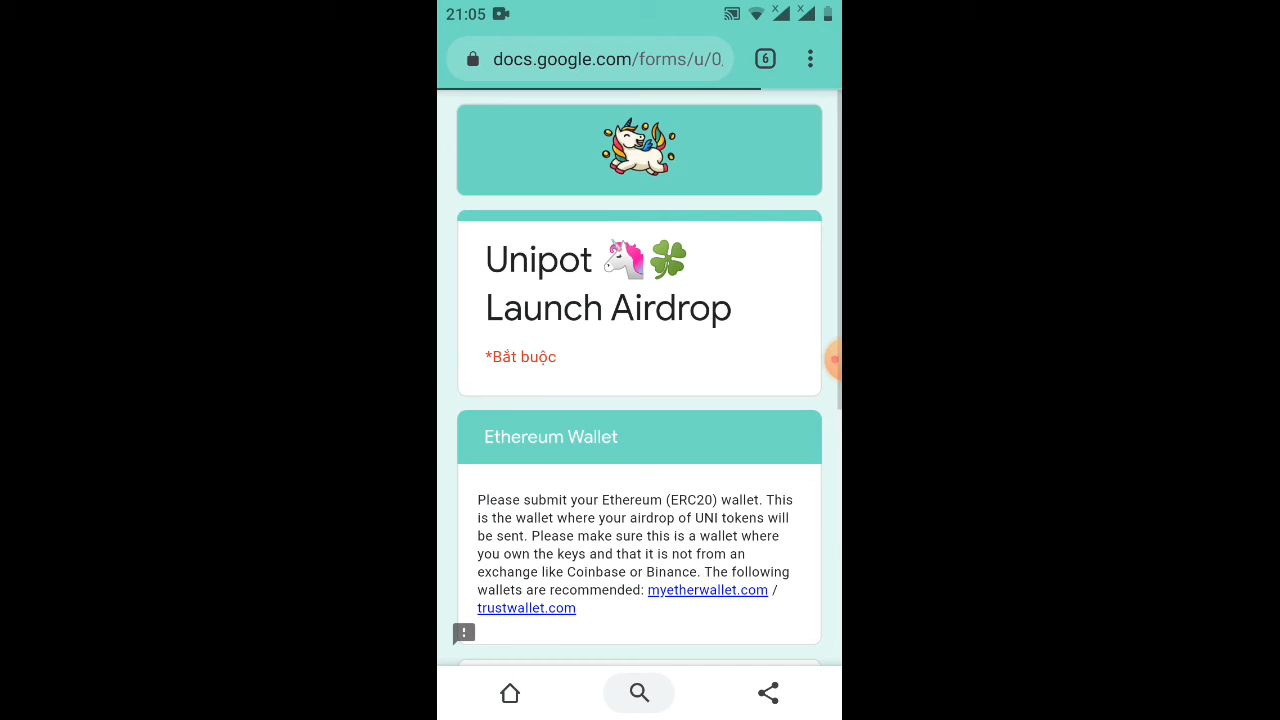 21:05
docs.google.com/forms/u/0
6
Unipot 🦄🍀
Launch Airdrop
*Bắt buộc
Ethereum Wallet
Please submit your Ethereum (ERC20) wallet. This
is the wallet where your airdrop of UNI tokens will
be sent. Please make sure this is a wallet where
you own the keys and that it is not from an
exchange like Coinbase or Binance. The following
wallets are recommended: myetherwallet.com /
trustwallet.com